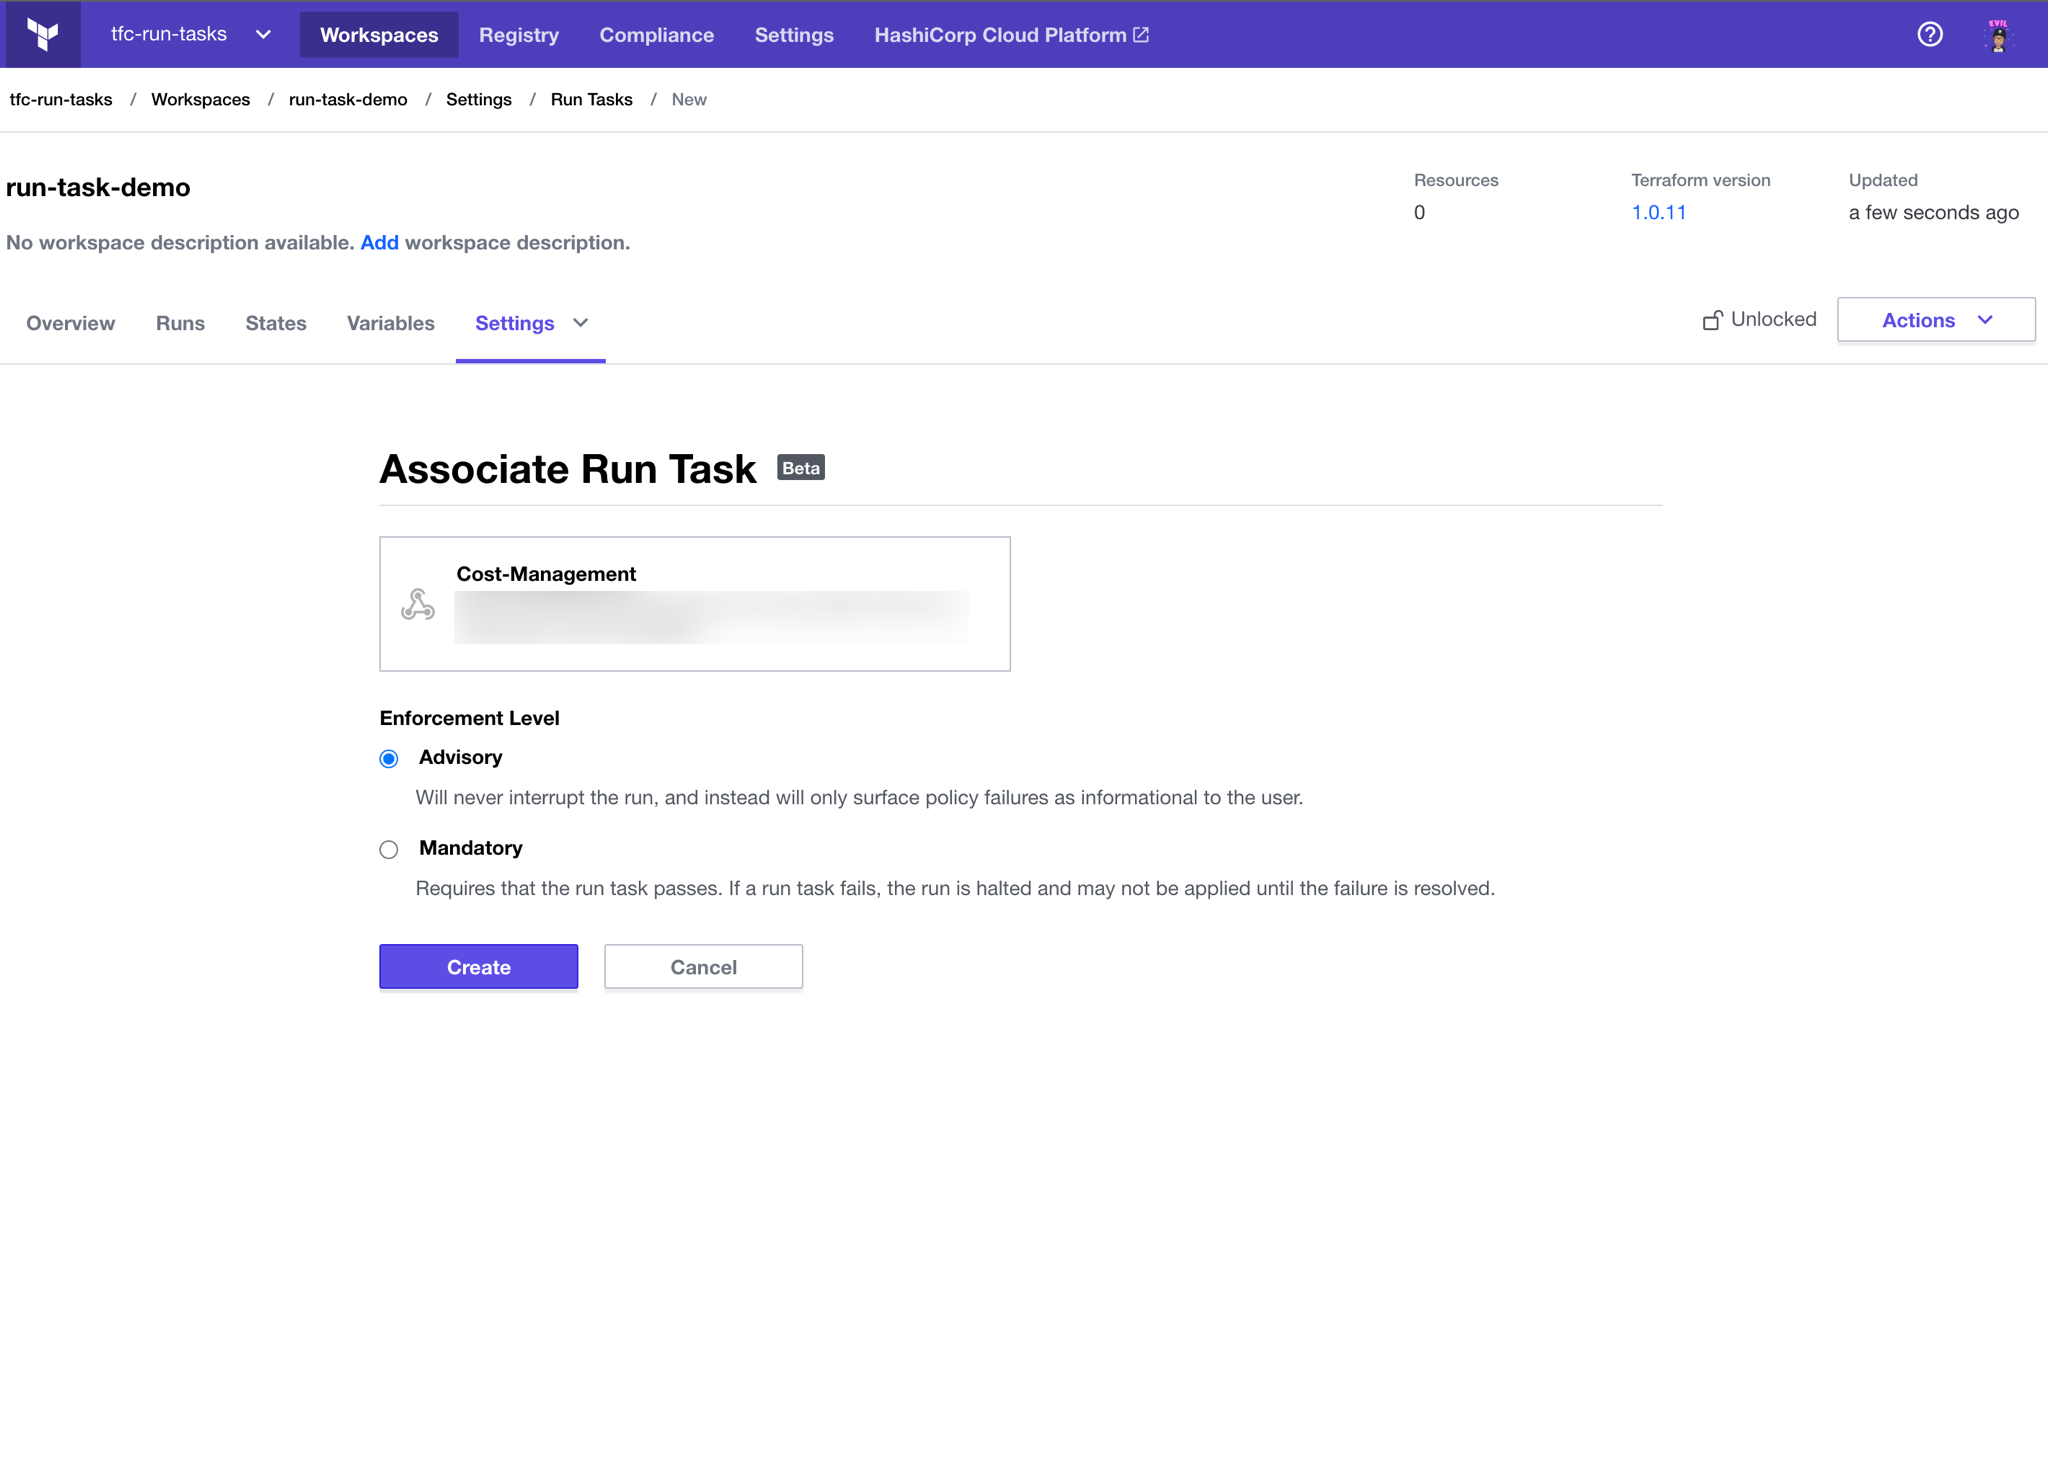 tfc-run-tasks Workspaces Registry Compliance Settings HashiCorp Cloud Platform EVIL
tfc-run-tasks / Workspaces / run-task-demo / Settings / Run Tasks / New
run-task-demo
No workspace description available. Add workspace description.
Resources Terraform version Updated
0 1.0.11 a few seconds ago
Overview Runs States Variables Settings Unlocked Actions
Associate Run Task Beta
Cost-Management
Enforcement Level
Advisory
Will never interrupt the run, and instead will only surface policy failures as informational to the user.
Mandatory
Requires that the run task passes. If a run task fails, the run is halted and may not be applied until the failure is resolved.
Create Cancel